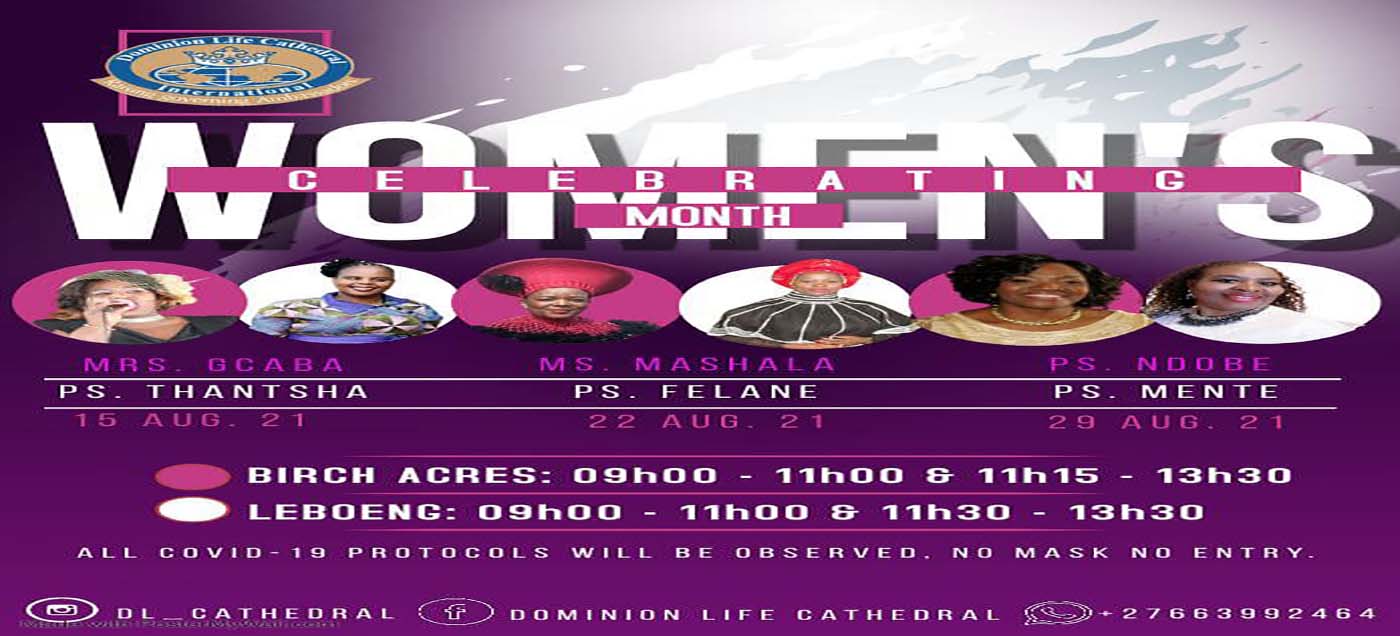 Dominion Life Cathedral
International
WOMEN'S
CELEBRATING
MONTH
MRS. GCABA
PS. THANTSHA
15 AUG. 21
MS. MASHALA
PS. FELANE
22 AUG. 21
PS. NDOBE
PS. MENTE
29 AUG. 21
BIRCH ACRES: 09h00 - 11h00 & 11h15 - 13h30
LEBOENG: 09h00 - 11h00 & 11h30 - 13h30
ALL COVID-19 PROTOCOLS WILL BE OBSERVED, NO MASK NO ENTRY.
DL_CATHEDRAL
DOMINION LIFE CATHEDRAL
+27663992464
Made with PosterMyWall.com